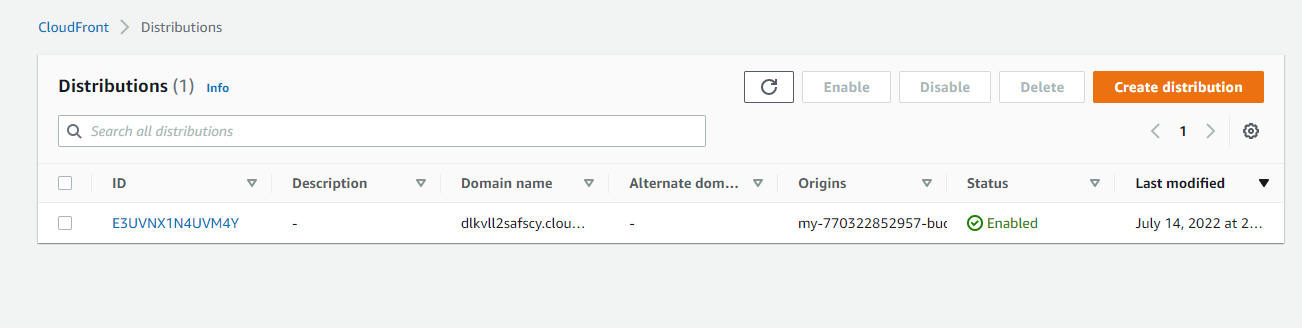 CloudFront > Distributions
Distributions (1) Info
Enable Disable Delete Create distribution
Search all distributions
1
ID Description Domain name Alternate dom... Origins Status Last modified
E3UVNX1N4UVM4Y - dlkvll2safscy.clou... - my-770322852957-buc Enabled July 14, 2022 at 2...